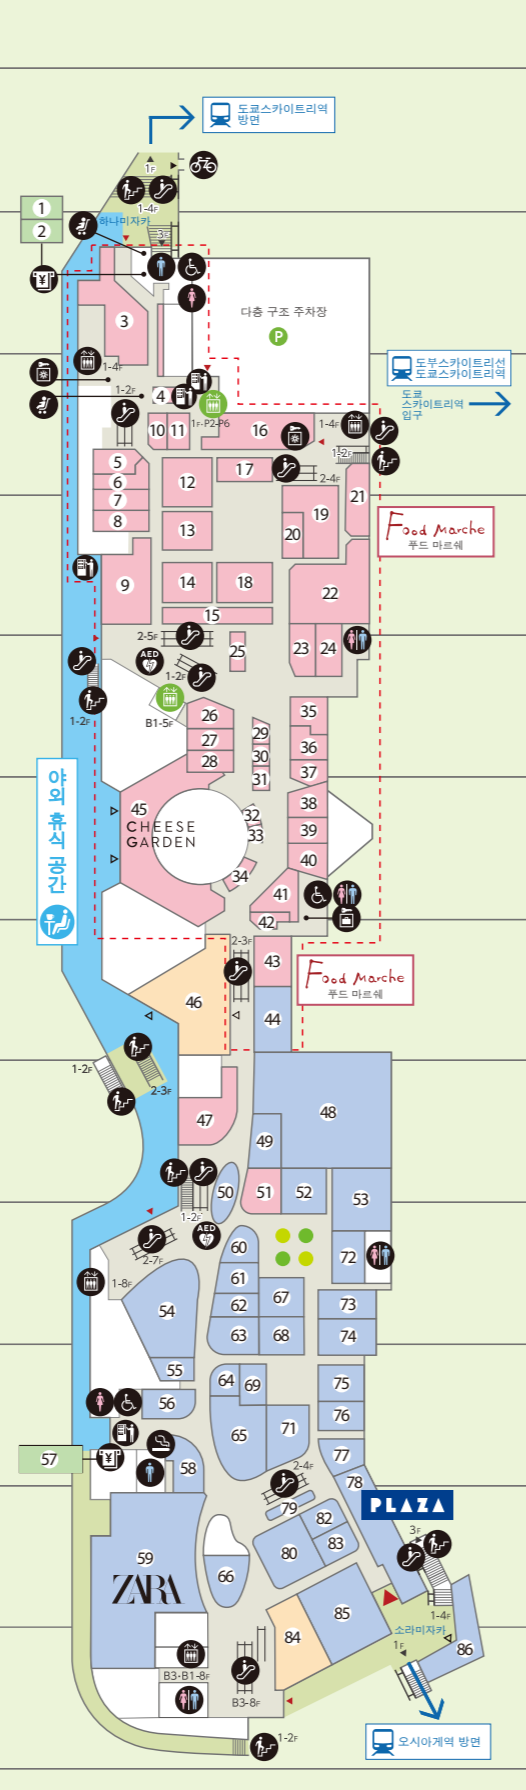 도쿄스카이트리역
방면
1F
1-4F
하나미자카
3F
1
2
3
다층 구조 주차장
P
1-4F
1-2F
4
1F·P2-P6
도부스카이트리선
도쿄스카이트리역
도쿄
스카이트리역
입구
10
11
16
1-4F
1-2F
5
6
7
8
12
17
2-4F
19
20
21
13
Food Marche
푸드 마르쉐
9
14
18
22
15
2-5F
AED
25
23
24
1-2F
B1-5F
1-2F
26
27
28
29
30
31
35
36
37
야외 휴식 공간
45
CHEESE
GARDEN
32
33
34
38
39
40
41
42
2-3F
43
46
44
Food Marche
푸드 마르쉐
1-2F
2-3F
47
48
49
50
51
52
53
1-2F
AED
2-7F
60
61
62
63
67
68
72
73
74
1-8F
54
55
56
64
69
65
71
75
76
77
78
57
58
2-4F
79
PLAZA
59
ZARA
66
80
82
83
3F
84
85
1-4F
소라미자카
1F
86
B3·B1-8F
B3-8F
1-2F
오시아게역 방면